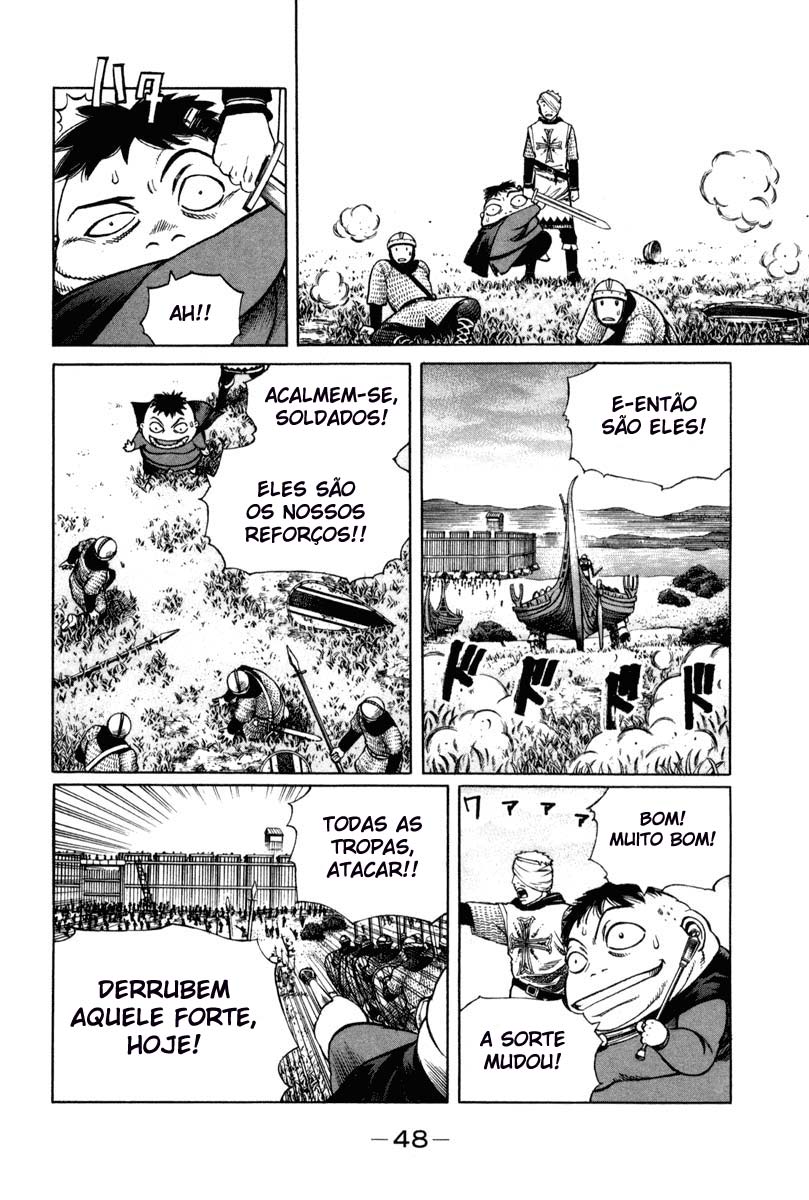 ハタ
AH!!
E-ENTÃO
SÃO ELES!
ドドドド
ACALMEM-SE,
SOLDADOS!
ELES SÃO
OS NOSSOS
REFORÇOS!!
BOM!
MUITO BOM!
ワァァァ
A SORTE
MUDOU!
TODAS AS
TROPAS,
ATACAR!!
DERRUBEM
AQUELE FORTE,
HOJE!
—48—